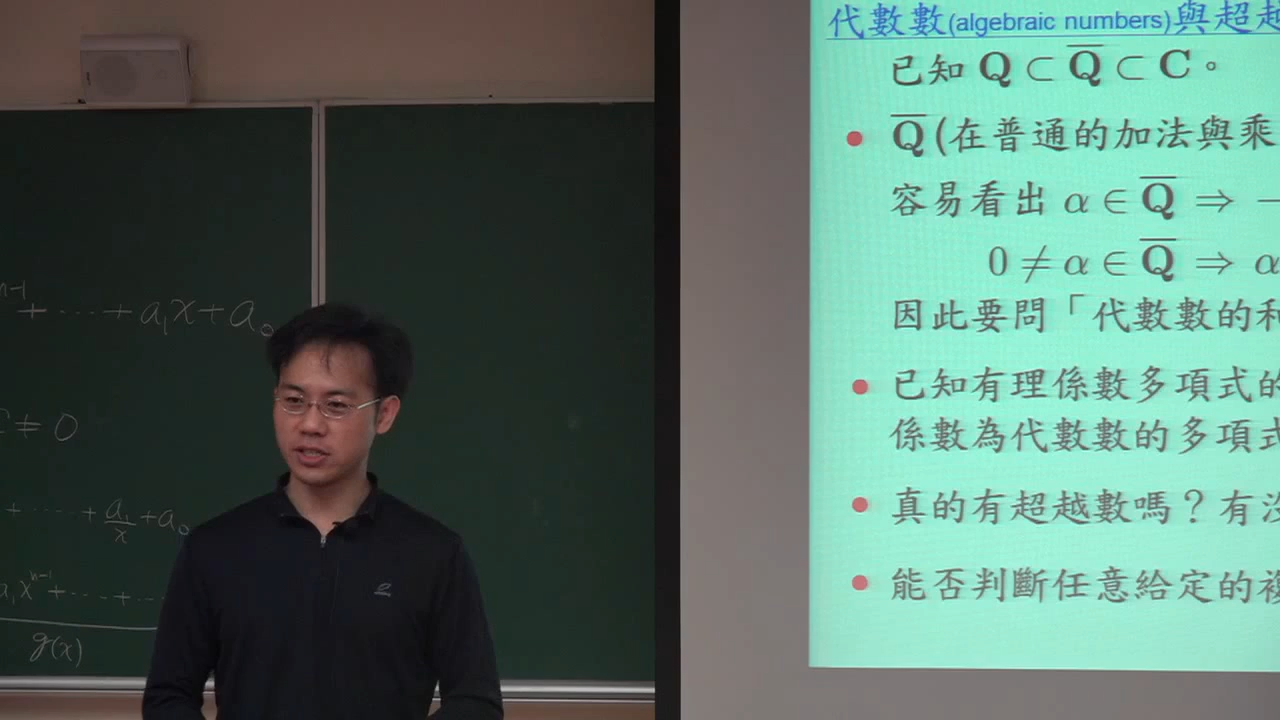 n-1
+ ····· + a₁x + a₀
≠ 0
+ ····· + a₁/x + a₀
a₁xⁿ⁻¹ + ···· + ··
g(x)
代數數(algebraic numbers)與超越
已知 Q ⊂ Q̅ ⊂ C。
• Q̅ (在普通的加法與乘
容易看出 α ∈ Q̅ ⇒ −
0 ≠ α ∈ Q̅ ⇒ α
因此要問「代數數的和
• 已知有理係數多項式的
係數為代數數的多項式
• 真的有超越數嗎？有沒
• 能否判斷任意給定的複